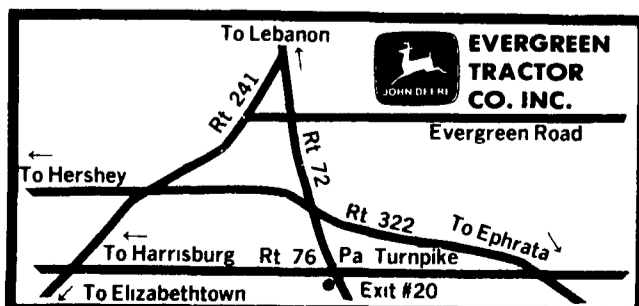 To Lebanon
↑
EVERGREEN
TRACTOR
CO. INC.
JOHN DEERE
Rt 241
Evergreen Road
Rt 72
←
To Hershey
Rt 322
To Ephrata
←
To Harrisburg Rt 76 Pa Turnpike
To Elizabethtown
Exit #20